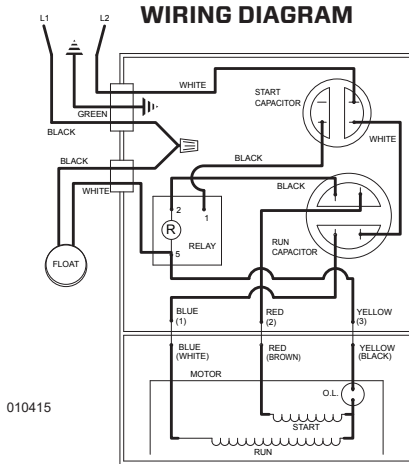 WIRING DIAGRAM
L1
L2
WHITE
START
CAPACITOR
GREEN
BLACK
WHITE
BLACK
BLACK
WHITE
BLACK
2
1
R
RELAY
5
RUN
CAPACITOR
FLOAT
BLUE
(1)
RED
(2)
YELLOW
(3)
BLUE
(WHITE)
RED
(BROWN)
YELLOW
(BLACK)
MOTOR
O.L.
START
RUN
010415